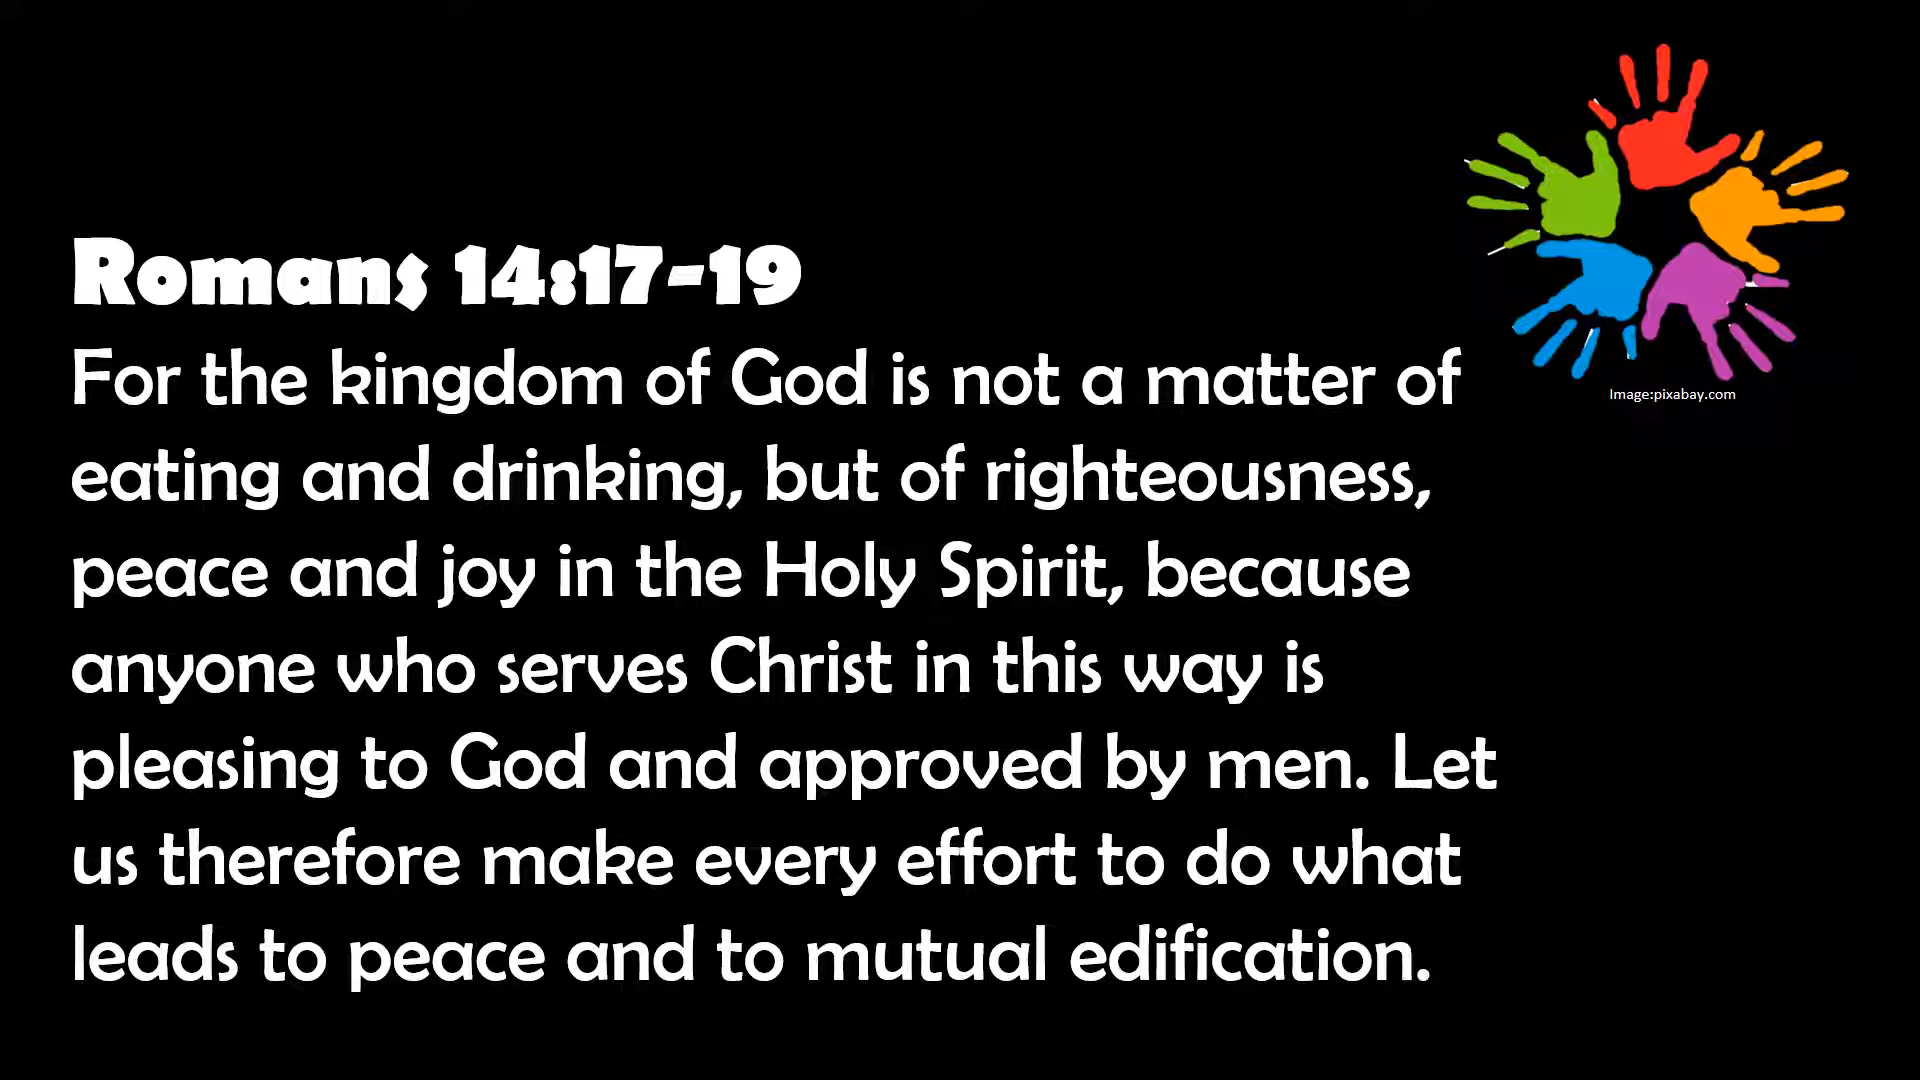 Romans 14:17-19
For the kingdom of God is not a matter of
eating and drinking, but of righteousness,
peace and joy in the Holy Spirit, because
anyone who serves Christ in this way is
pleasing to God and approved by men. Let
us therefore make every effort to do what
leads to peace and to mutual edification.
Image:pixabay.com